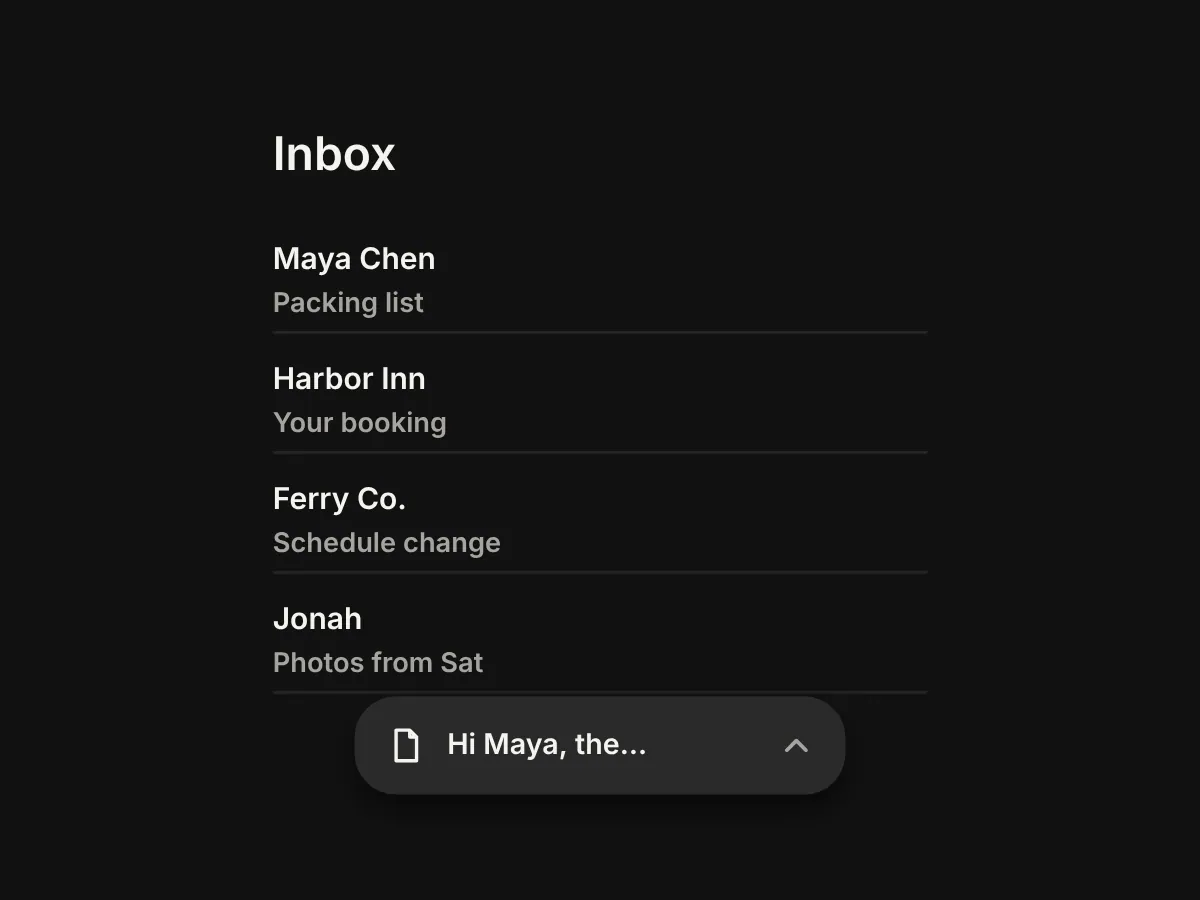 Inbox
Maya Chen
Packing list
Harbor Inn
Your booking
Ferry Co.
Schedule change
Jonah
Photos from Sat
Hi Maya, the...